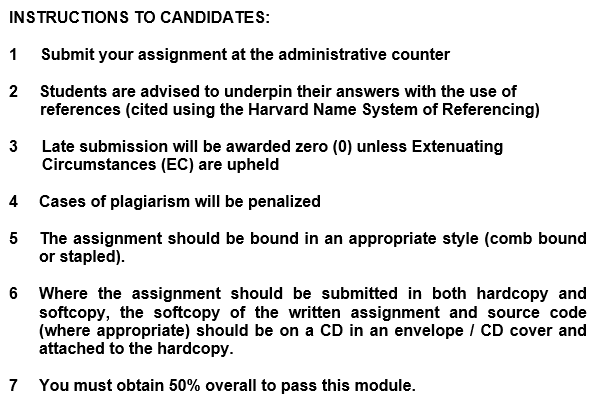 INSTRUCTIONS TO CANDIDATES:
1 Submit your assignment at the administrative counter
2 Students are advised to underpin their answers with the use of
references (cited using the Harvard Name System of Referencing)
3 Late submission will be awarded zero (0) unless Extenuating
Circumstances (EC) are upheld
4 Cases of plagiarism will be penalized
5 The assignment should be bound in an appropriate style (comb bound
or stapled).
6 Where the assignment should be submitted in both hardcopy and
softcopy, the softcopy of the written assignment and source code
(where appropriate) should be on a CD in an envelope / CD cover and
attached to the hardcopy.
7 You must obtain 50% overall to pass this module.